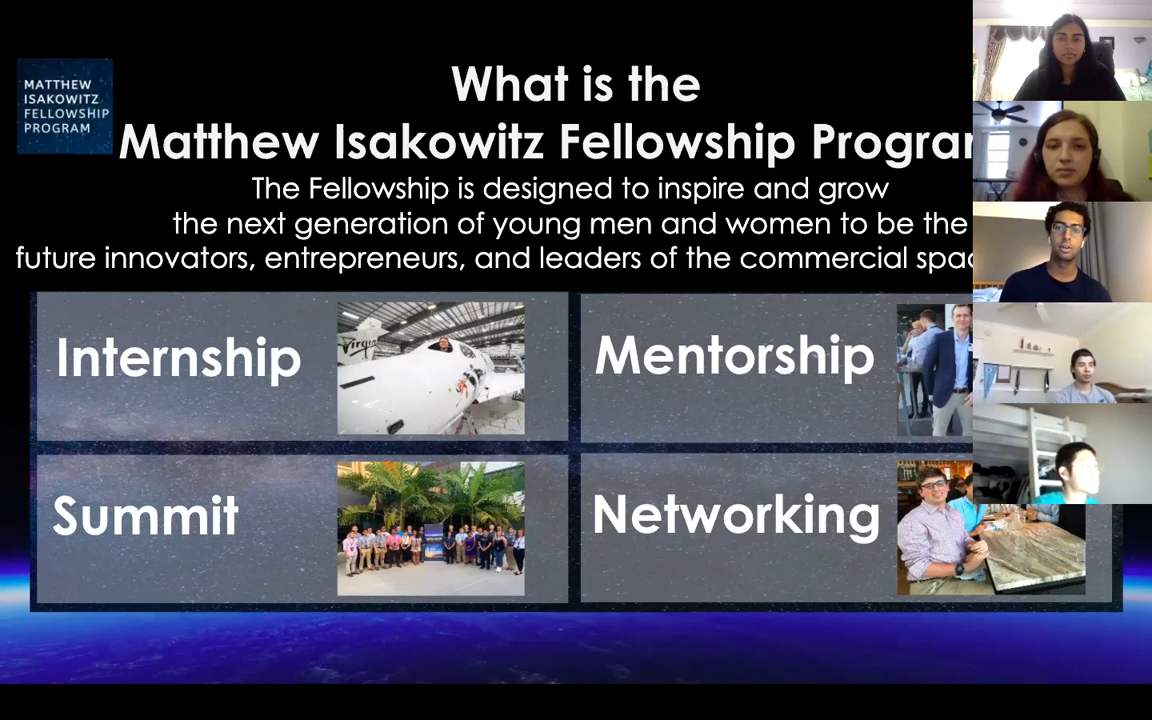 MATTHEW
ISAKOWITZ
FELLOWSHIP
PROGRAM
What is the
Matthew Isakowitz Fellowship Progra
The Fellowship is designed to inspire and grow
the next generation of young men and women to be the
future innovators, entrepreneurs, and leaders of the commercial spac
Internship
Virgin
Mentorship
Summit
Networking